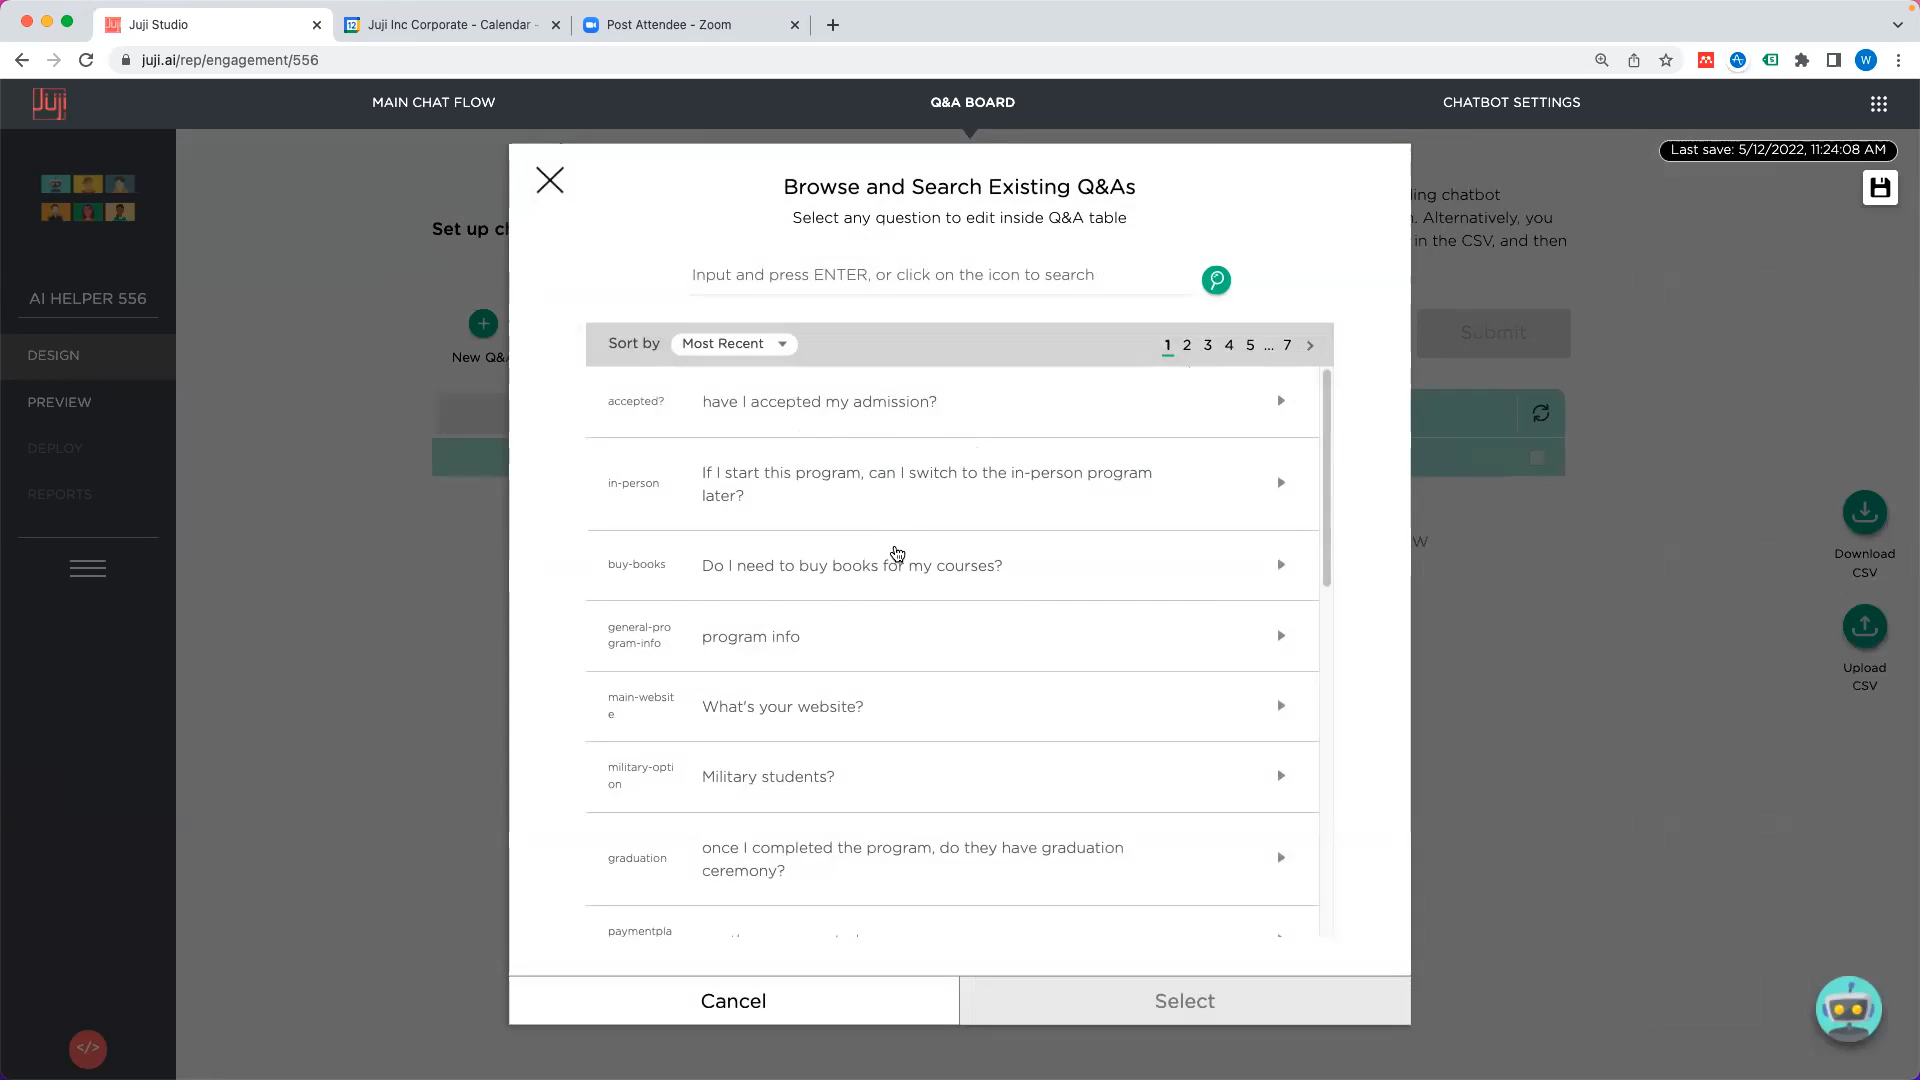 Juji Studio
12
Juji Inc Corporate - Calendar -
Post Attendee - Zoom
juji.ai/rep/engagement/556
W
Juji
MAIN CHAT FLOW
Q&A BOARD
CHATBOT SETTINGS
Last save: 5/12/2022, 11:24:08 AM
AI HELPER 556
DESIGN
PREVIEW
DEPLOY
REPORTS
</>
Set up ch
New Q&A
ling chatbot
. Alternatively, you
in the CSV, and then
Submit
W
Download
CSV
Upload
CSV
Browse and Search Existing Q&As
Select any question to edit inside Q&A table
Input and press ENTER, or click on the icon to search
Sort by Most Recent 1 2 3 4 5 ... 7 >
accepted? have I accepted my admission?
in-person If I start this program, can I switch to the in-person program
later?
buy-books Do I need to buy books for my courses?
general-pro
gram-info program info
main-websit
e What's your website?
military-opti
on Military students?
graduation once I completed the program, do they have graduation
ceremony?
paymentpla
Cancel
Select